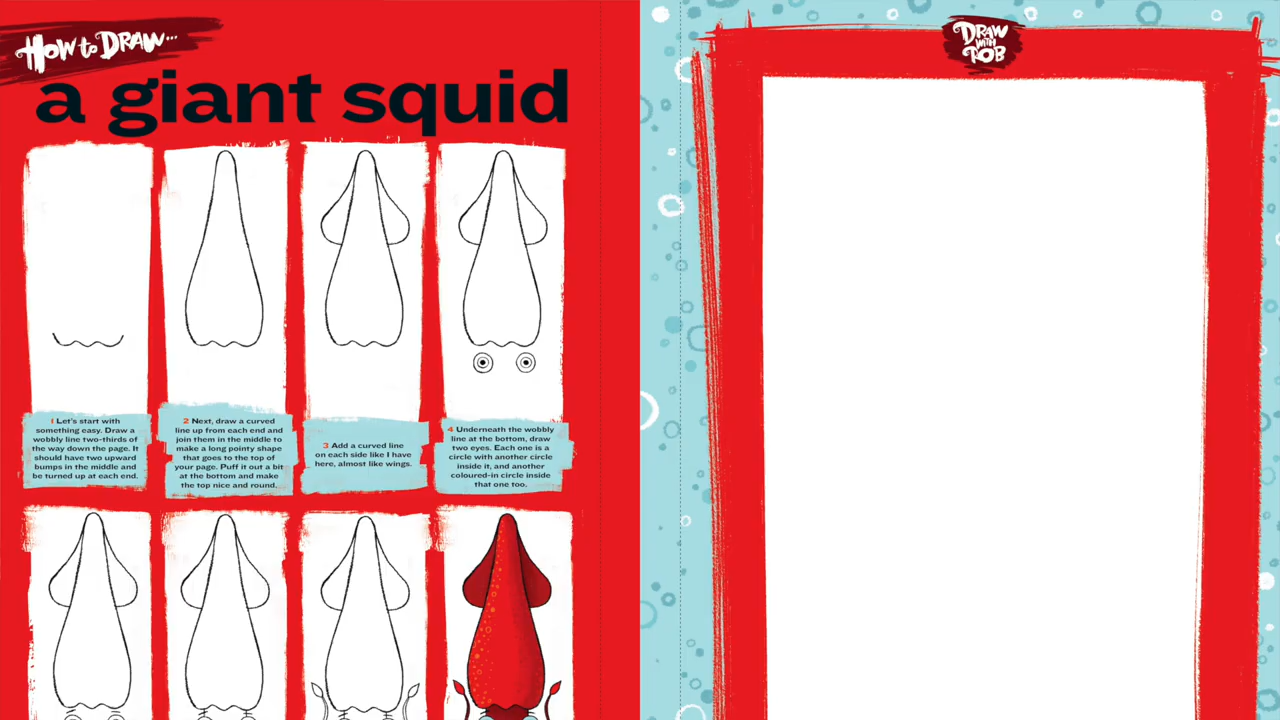 HOW to DRAW...
a giant squid
1 Let's start with
something easy. Draw a
wobbly line two-thirds of
the way down the page. It
should have two upward
bumps in the middle and
be turned up at each end.
2 Next, draw a curved
line up from each end and
join them in the middle to
make a long pointy shape
that goes to the top of
your page. Puff it out a bit
at the bottom and make
the top nice and round.
3 Add a curved line
on each side like I have
here, almost like wings.
4 Underneath the wobbly
line at the bottom, draw
two eyes. Each one is a
circle with another circle
inside it, and another
coloured-in circle inside
that one too.
DRAW
WITH
ROB